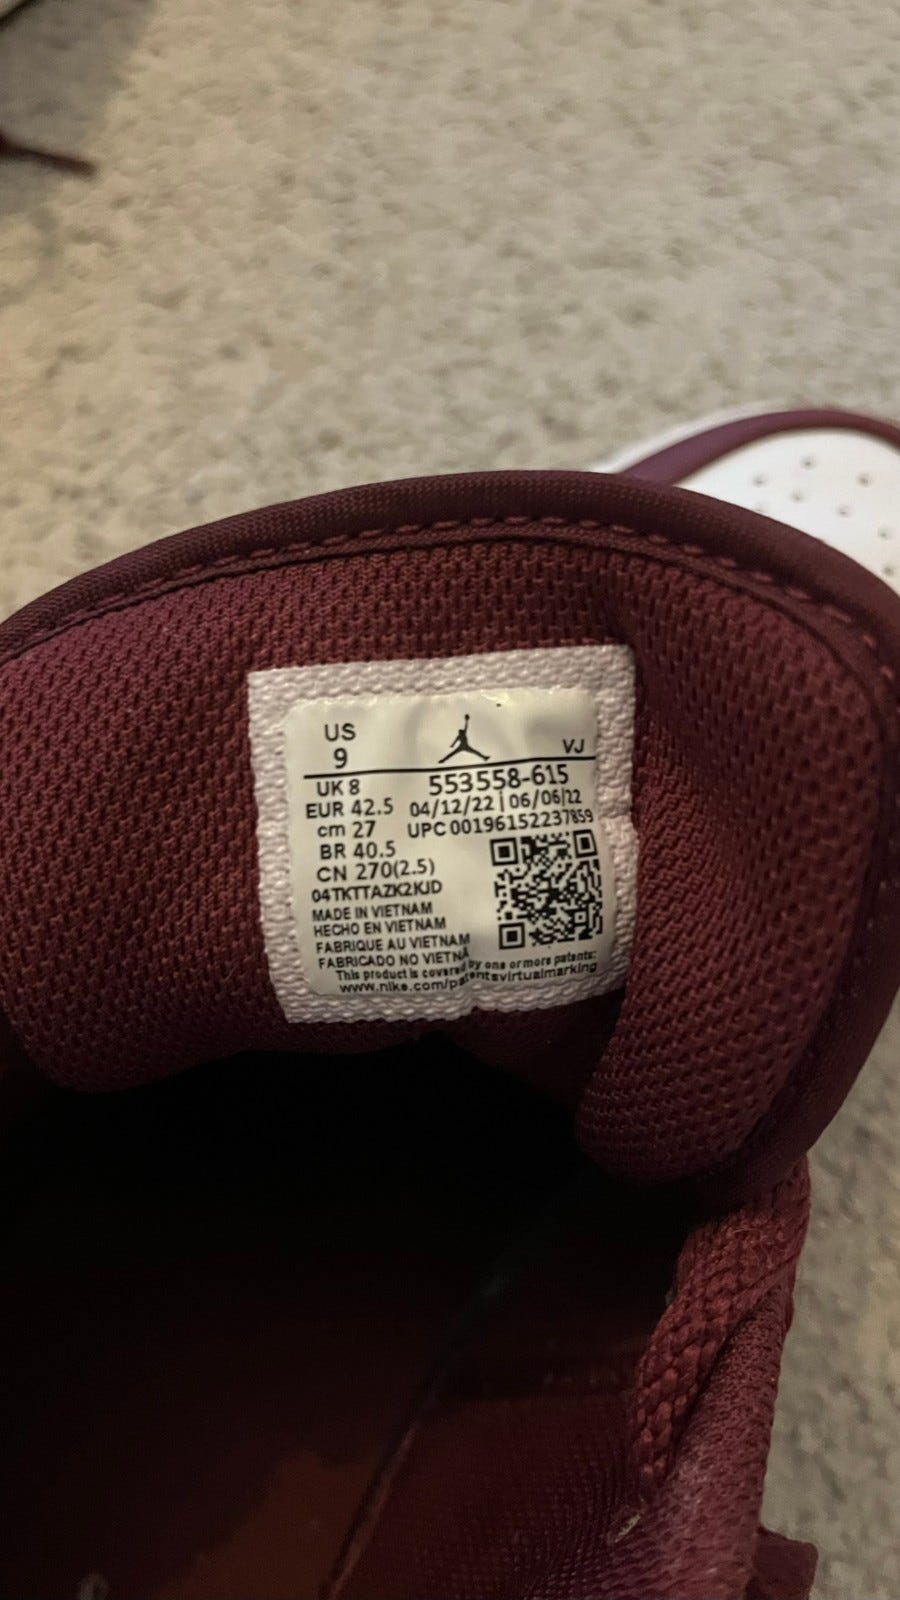 US
9
VJ
UK 8
553558-615
EUR 42.5
04/12/22 | 06/06/22
cm 27
UPC 00196152237859
BR 40.5
CN 270(2.5)
04TKTTAZK2KJD
MADE IN VIETNAM
HECHO EN VIETNAM
FABRIQUE AU VIETNAM
FABRICADO NO VIETNA
This product is covered by one or more patents:
www.nike.com/patentsvirtualmarking